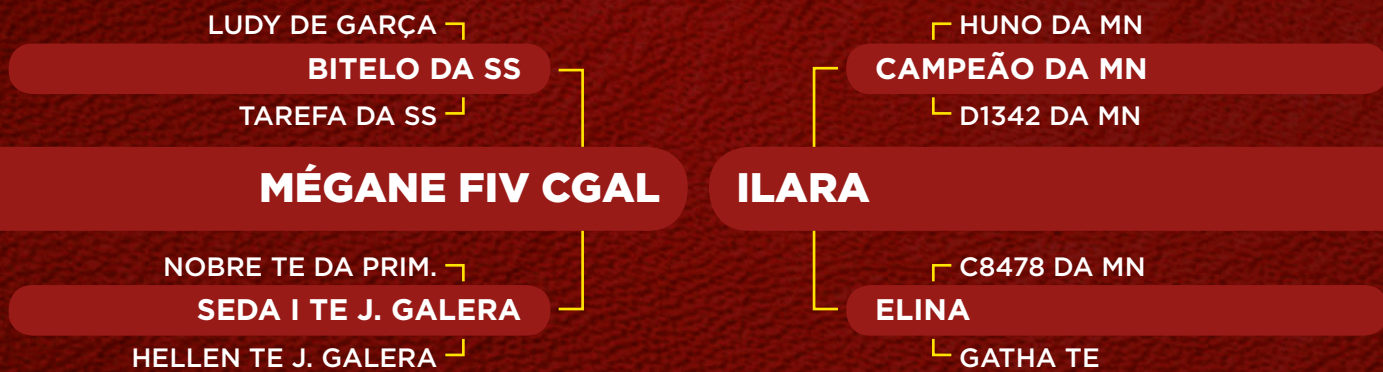 LUDY DE GARÇA
BITELO DA SS
TAREFA DA SS
MÉGANE FIV CGAL
NOBRE TE DA PRIM.
SEDA I TE J. GALERA
HELLEN TE J. GALERA
HUNO DA MN
CAMPEÃO DA MN
D1342 DA MN
ILARA
C8478 DA MN
ELINA
GATHA TE